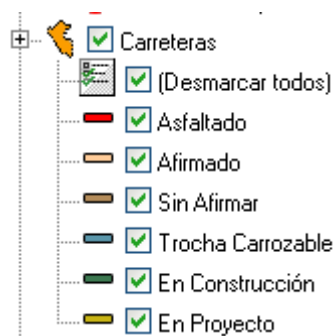 Carreteras
(Desmarcar todos)
Asfaltado
Afirmado
Sin Afirmar
Trocha Carrozable
En Construcción
En Proyecto